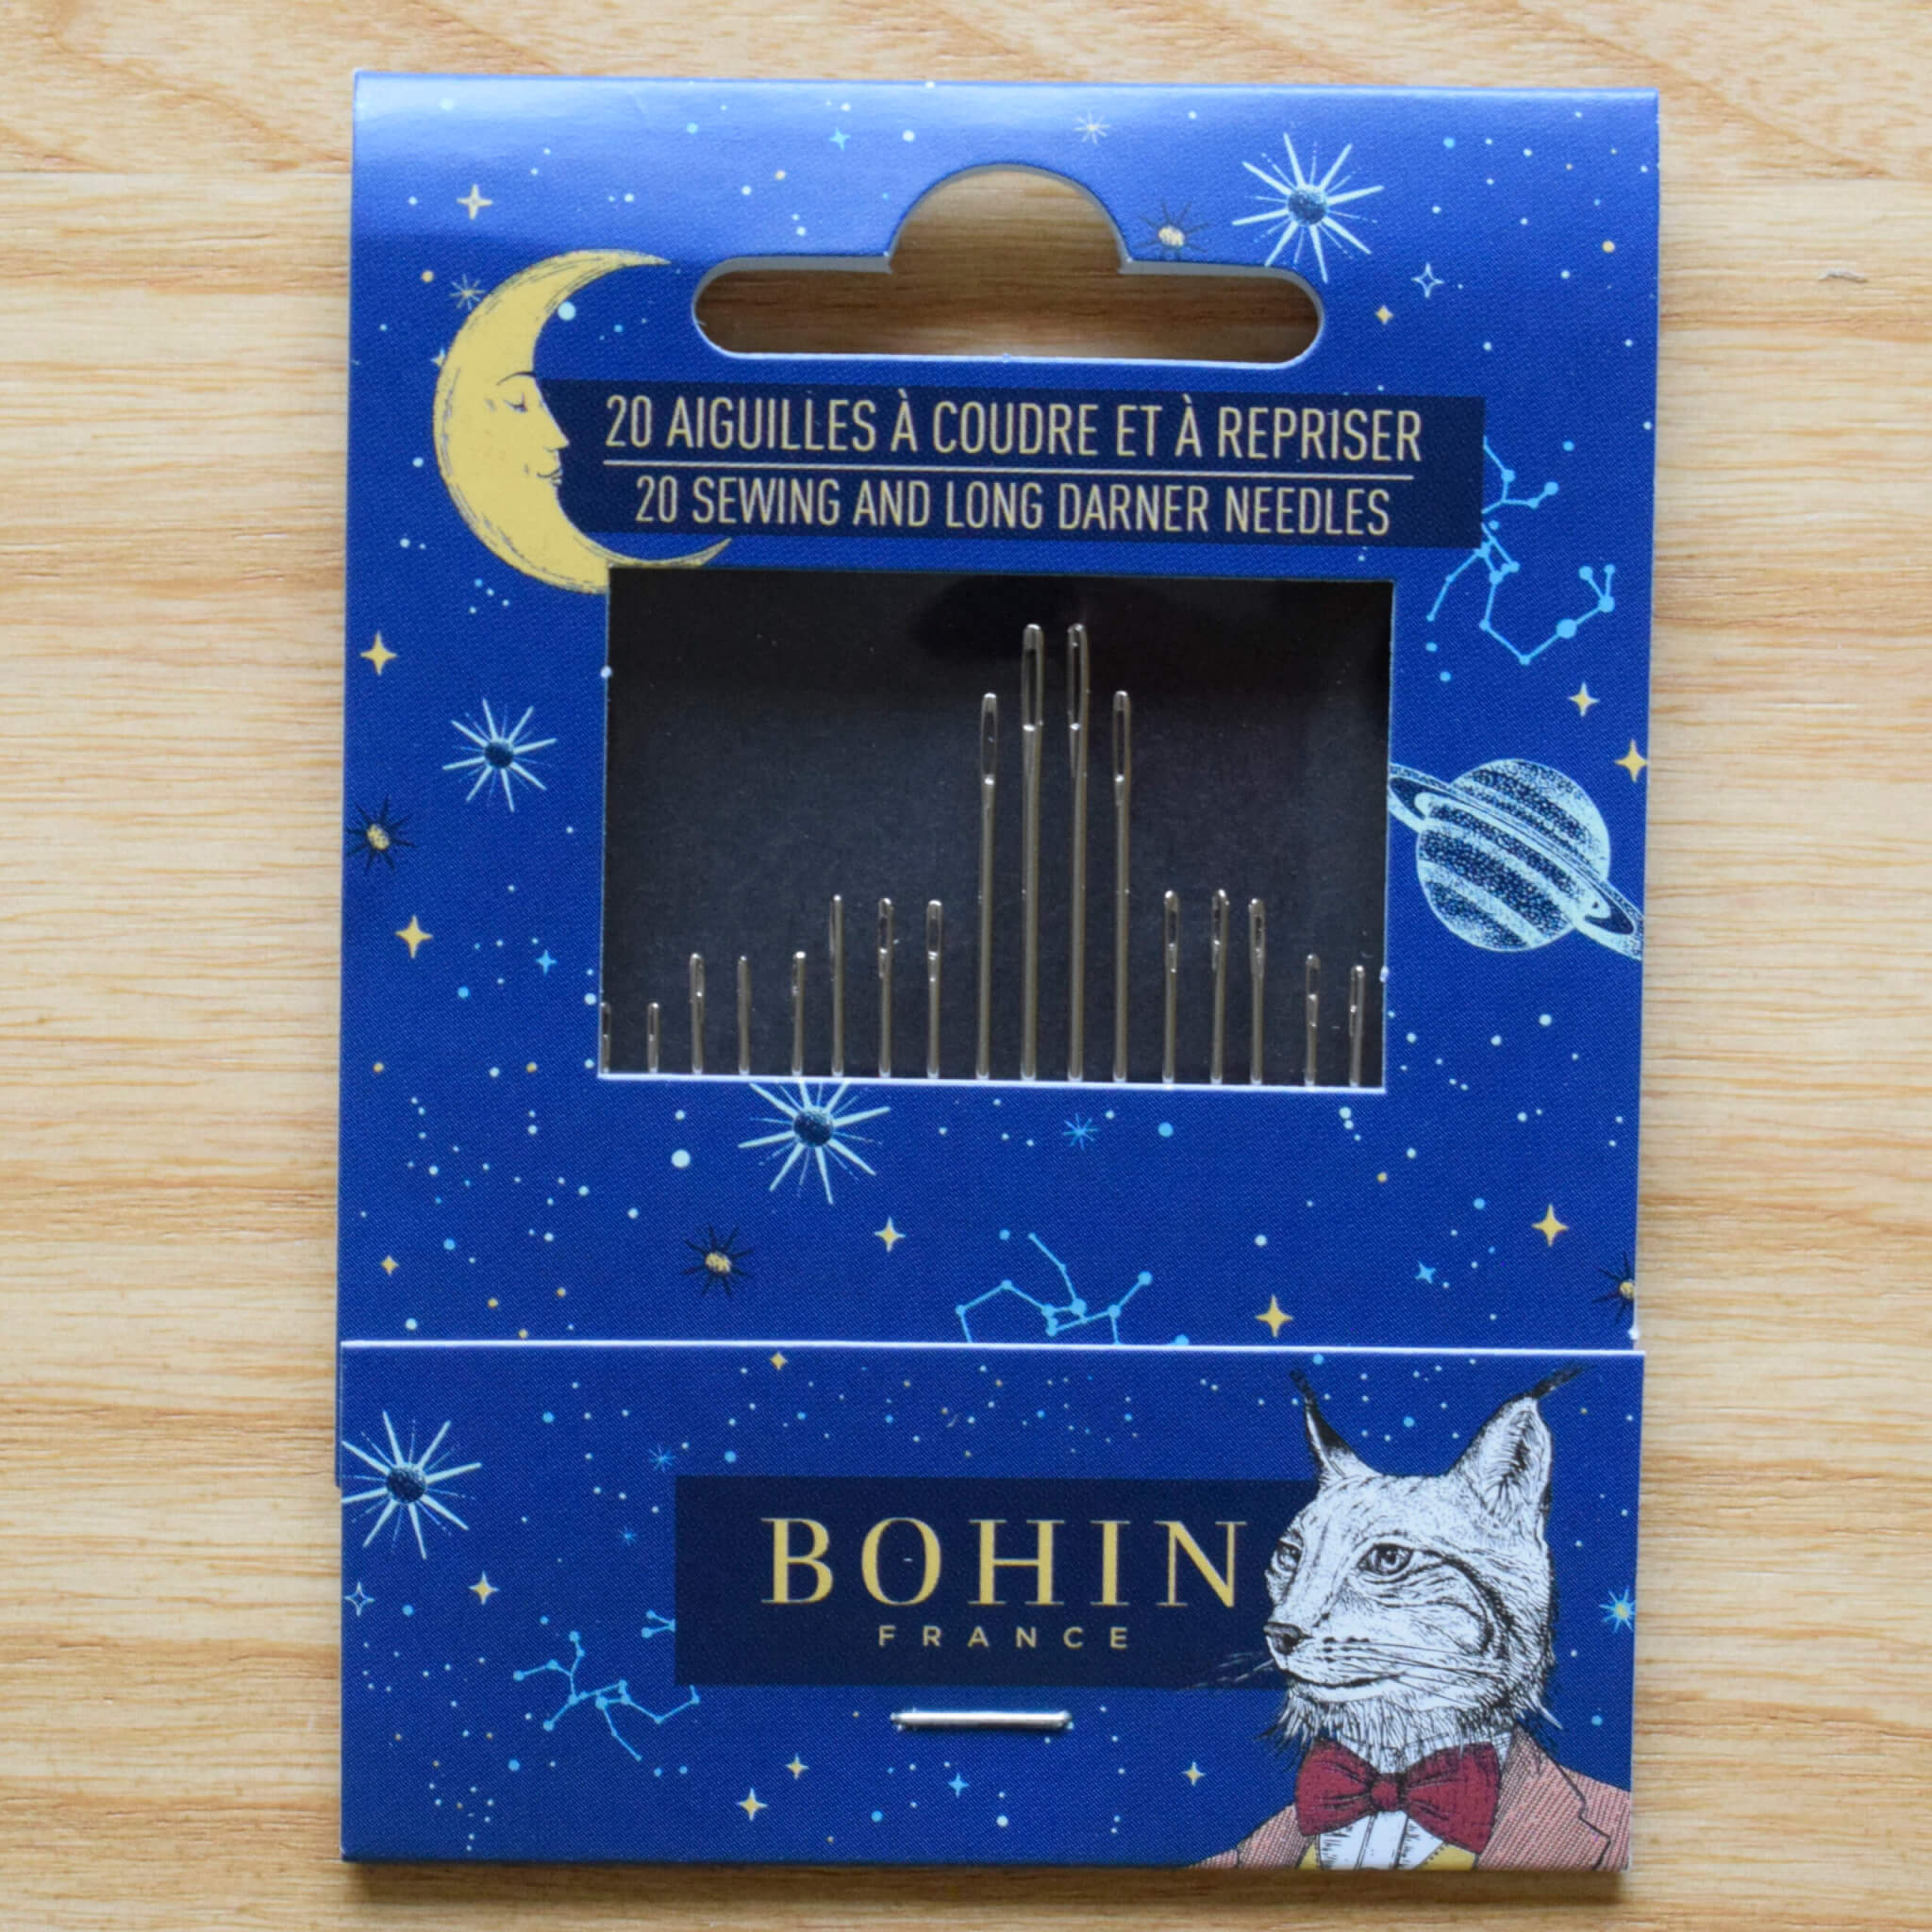 20 AIGUILLES À COUDRE ET À REPRISER
20 SEWING AND LONG DARNER NEEDLES
BOHIN
FRANCE